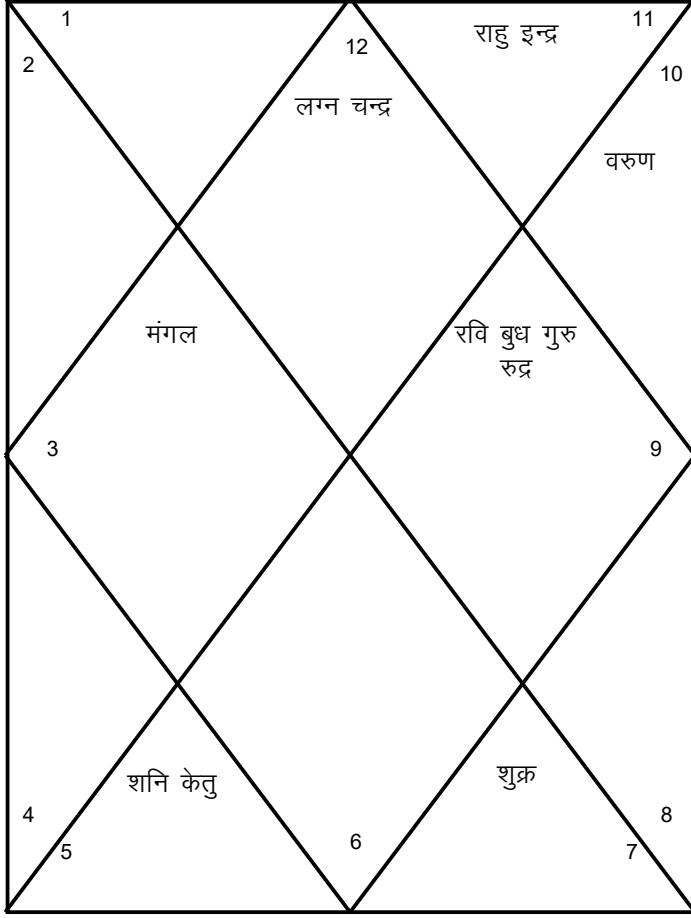 1
राहु इन्द्र
11
12
2
10
लग्न चन्द्र
वरुण
मंगल
रवि बुध गुरु
रुद्र
3
9
शनि केतु
शुक्र
4
8
6
5
7